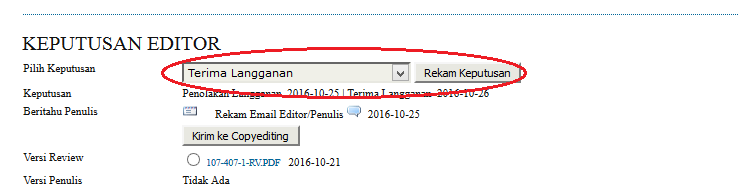 KEPUTUSAN EDITOR
Pilih Keputusan Terima Langganan Rekam Keputusan
Keputusan Penolakan Langganan 2016-10-25 | Terima Langganan 2016-10-26
Beritahu Penulis Rekam Email Editor/Penulis 2016-10-25
Kirim ke Copyediting
Versi Review 107-407-1-RV.PDF 2016-10-21
Versi Penulis Tidak Ada